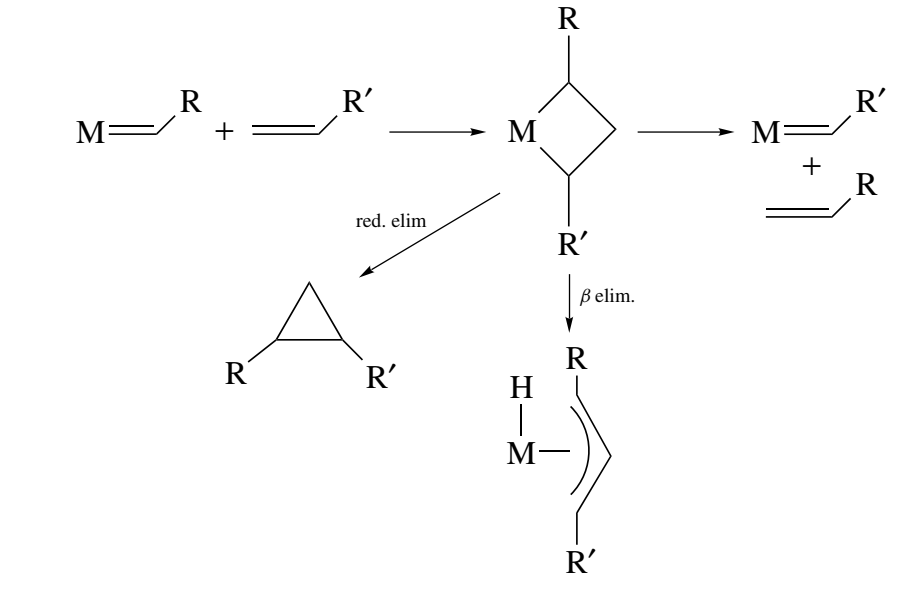 R
M R + R′
M
M R′
+
R
R′
red. elim
β elim.
R R′
R
H
M
R′